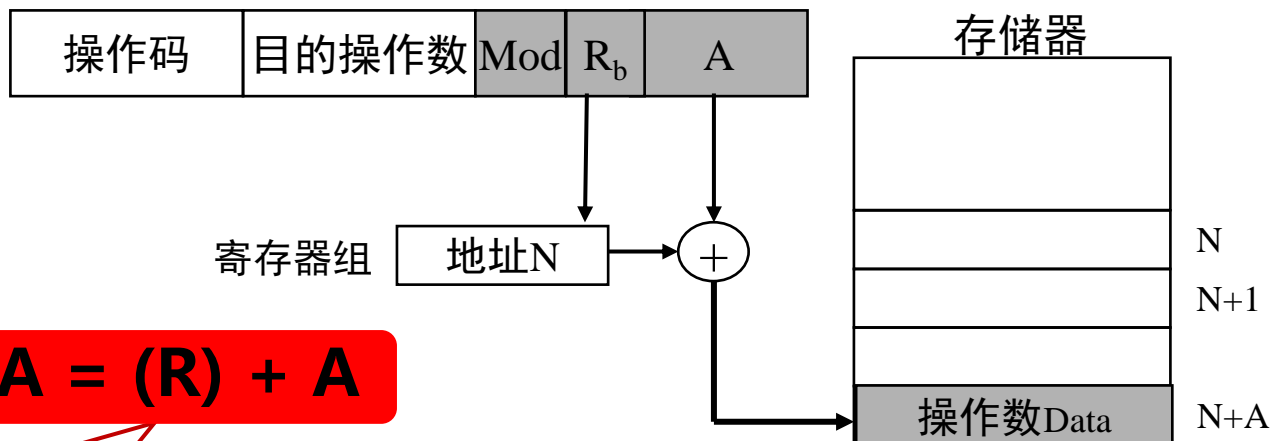 操作码 目的操作数 Mod Rb A
存储器
N
寄存器组 地址N +
N+1
A = (R) + A
操作数Data N+A